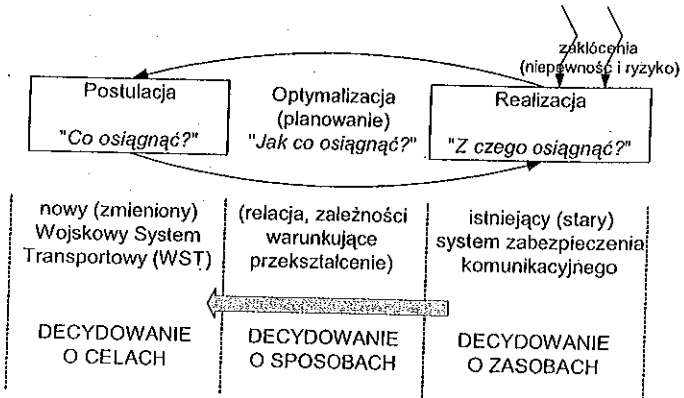 zakłócenia
(niepewność i ryzyko)
Postulacja
"Co osiągnąć?"
Optymalizacja
(planowanie)
"Jak co osiągnąć?"
Realizacja
"Z czego osiągnąć?"
nowy (zmieniony)
Wojskowy System
Transportowy (WST)
(relacja, zależności
warunkujące
przekształcenie)
istniejący (stary)
system zabezpieczenia
komunikacyjnego
DECYDOWANIE
O CELACH
DECYDOWANIE
O SPOSOBACH
DECYDOWANIE
O ZASOBACH